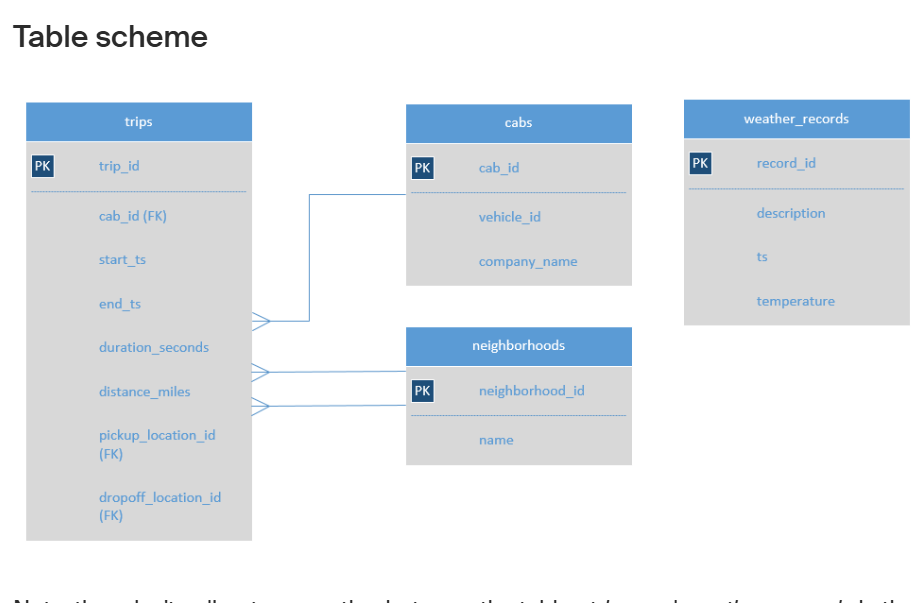 Table scheme
trips
PK trip_id
cab_id (FK)
start_ts
end_ts
duration_seconds
distance_miles
pickup_location_id
(FK)
dropoff_location_id
(FK)
cabs
PK cab_id
vehicle_id
company_name
neighborhoods
PK neighborhood_id
name
weather_records
PK record_id
description
ts
temperature